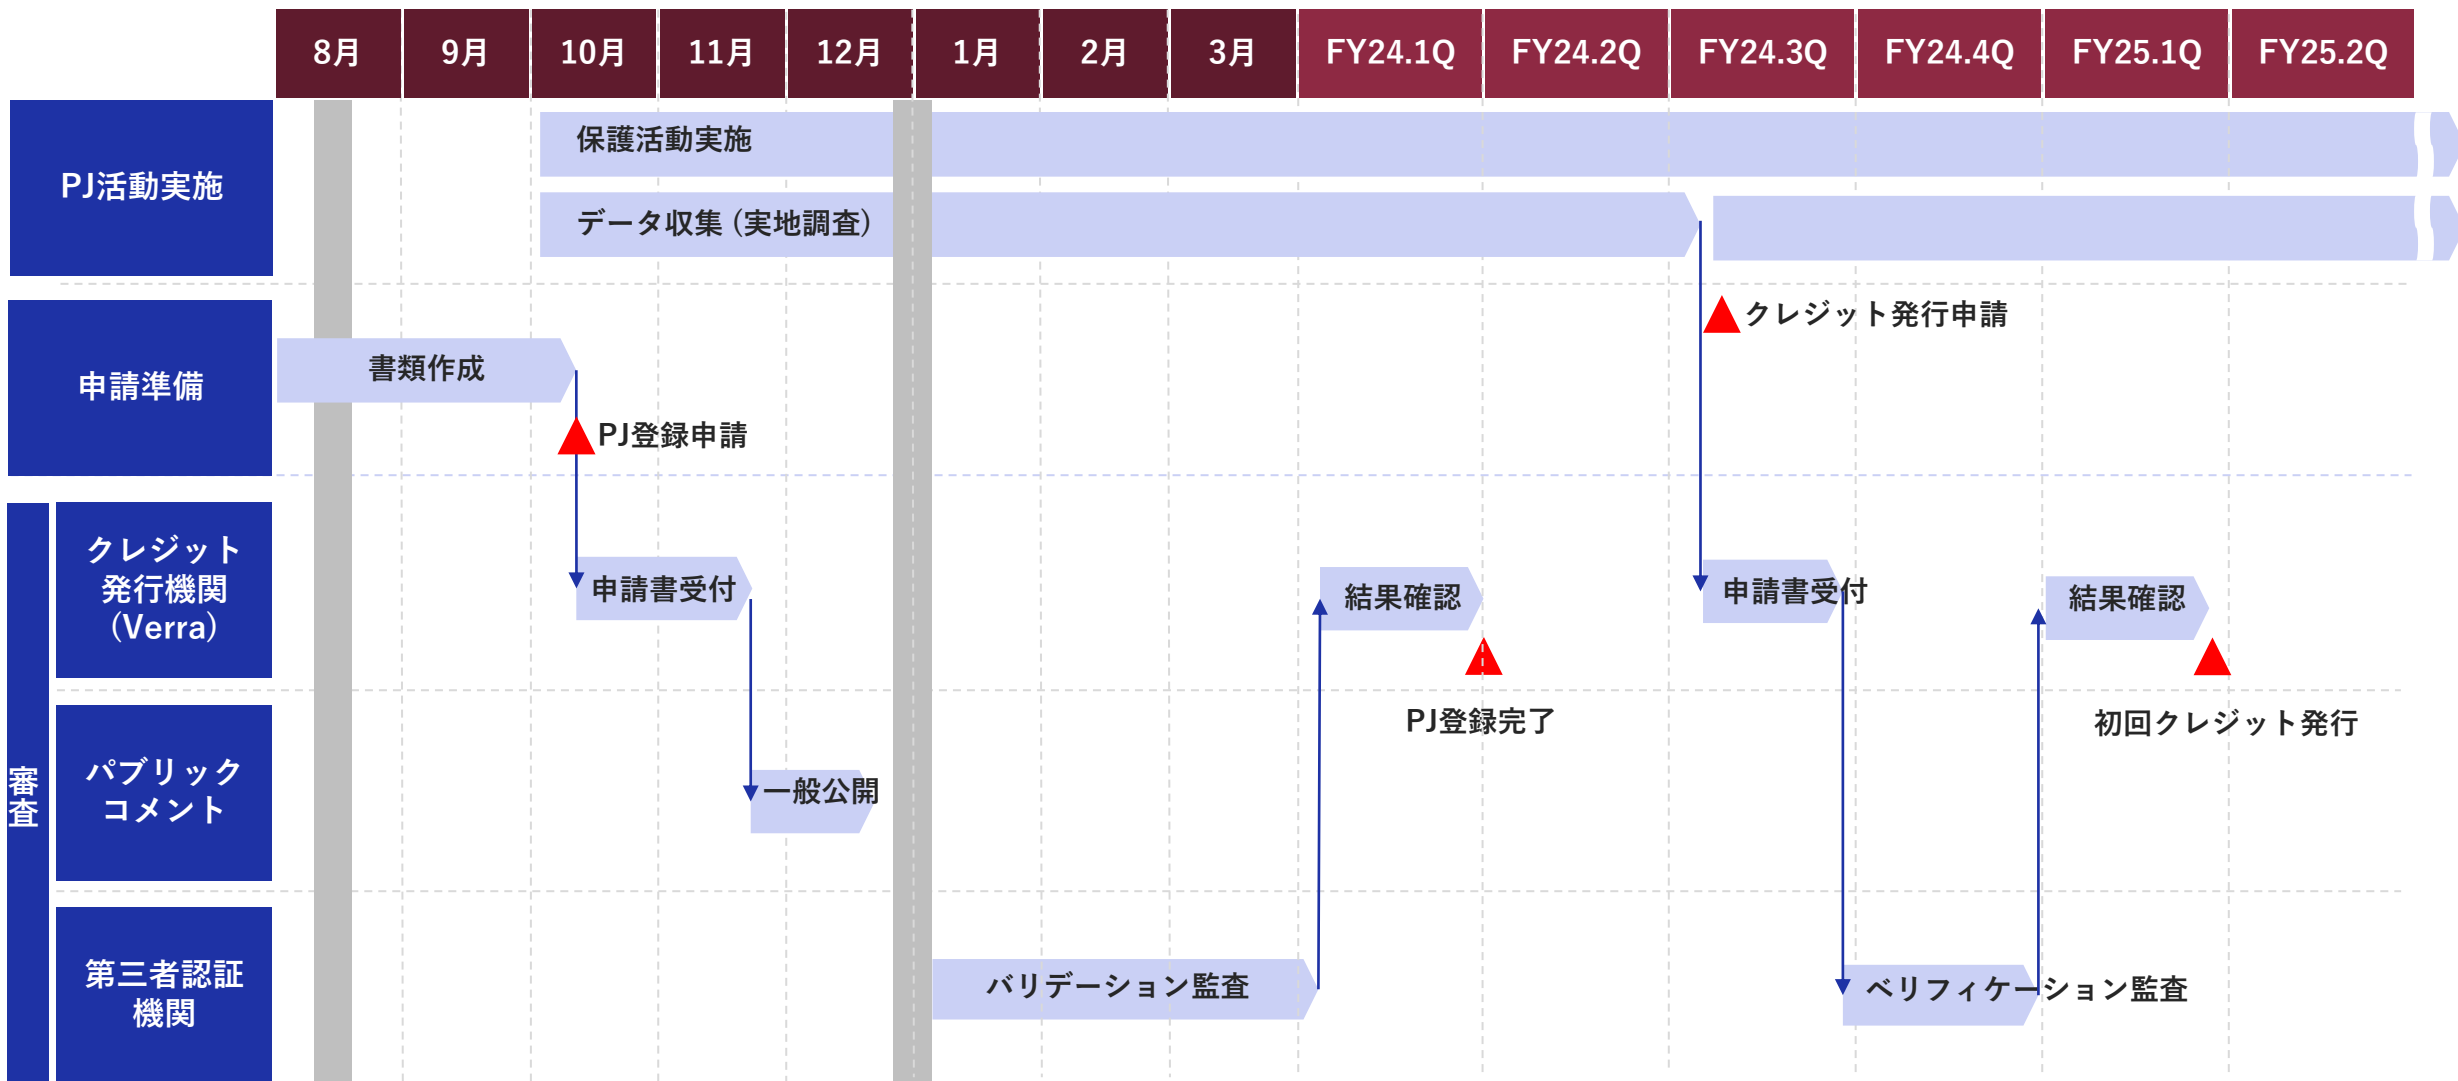 8月
9月
10月
11月
12月
1月
2月
3月
FY24.1Q
FY24.2Q
FY24.3Q
FY24.4Q
FY25.1Q
FY25.2Q
PJ活動実施
保護活動実施
データ収集 (実地調査)
申請準備
書類作成
PJ登録申請
クレジット発行申請
審査
クレジット
発行機関
(Verra)
申請書受付
結果確認
PJ登録完了
申請書受付
結果確認
初回クレジット発行
パブリック
コメント
一般公開
第三者認証
機関
バリデーション監査
ベリフィケーション監査